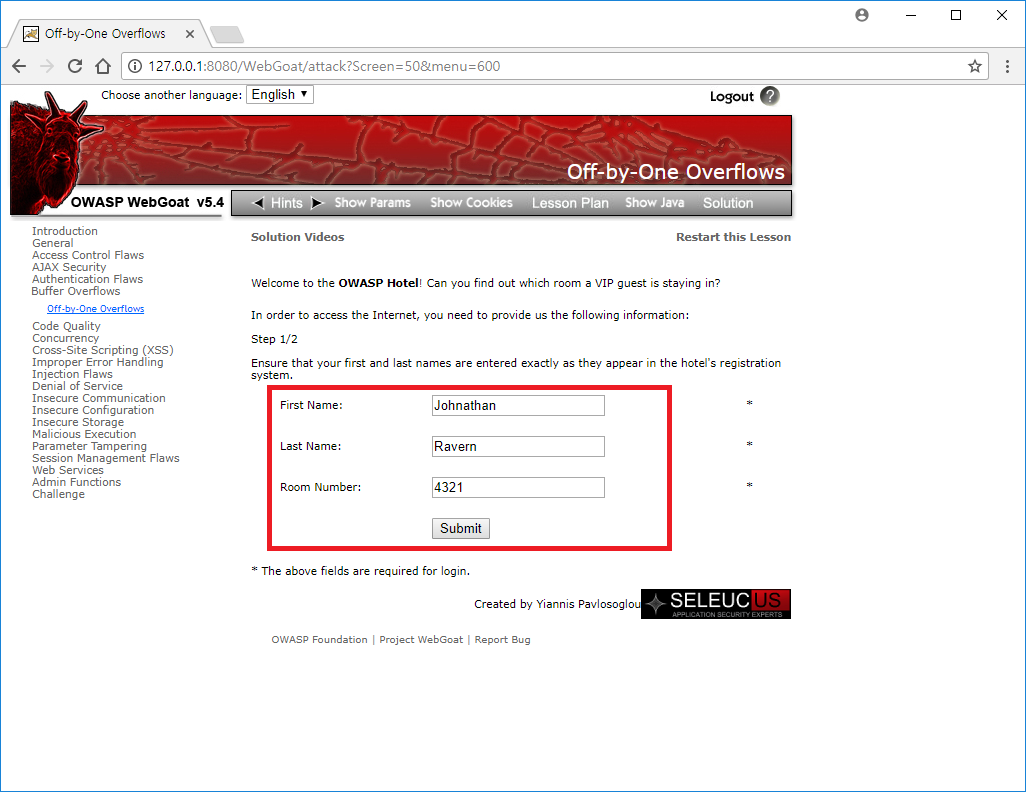 Off-by-One Overflows
127.0.0.1:8080/WebGoat/attack?Screen=50&menu=600
Choose another language: English
Logout ?
Off-by-One Overflows
OWASP WebGoat v5.4
Hints Show Params Show Cookies Lesson Plan Show Java Solution
Introduction
General
Access Control Flaws
AJAX Security
Authentication Flaws
Buffer Overflows
Off-by-One Overflows
Code Quality
Concurrency
Cross-Site Scripting (XSS)
Improper Error Handling
Injection Flaws
Denial of Service
Insecure Communication
Insecure Configuration
Insecure Storage
Malicious Execution
Parameter Tampering
Session Management Flaws
Web Services
Admin Functions
Challenge
Solution Videos Restart this Lesson
Welcome to the OWASP Hotel! Can you find out which room a VIP guest is staying in?
In order to access the Internet, you need to provide us the following information:
Step 1/2
Ensure that your first and last names are entered exactly as they appear in the hotel's registration
system.
First Name: Johnathan *
Last Name: Ravern *
Room Number: 4321 *
Submit
* The above fields are required for login.
Created by Yiannis Pavlosoglou
SELEUCUS
APPLICATION SECURITY EXPERTS
OWASP Foundation | Project WebGoat | Report Bug